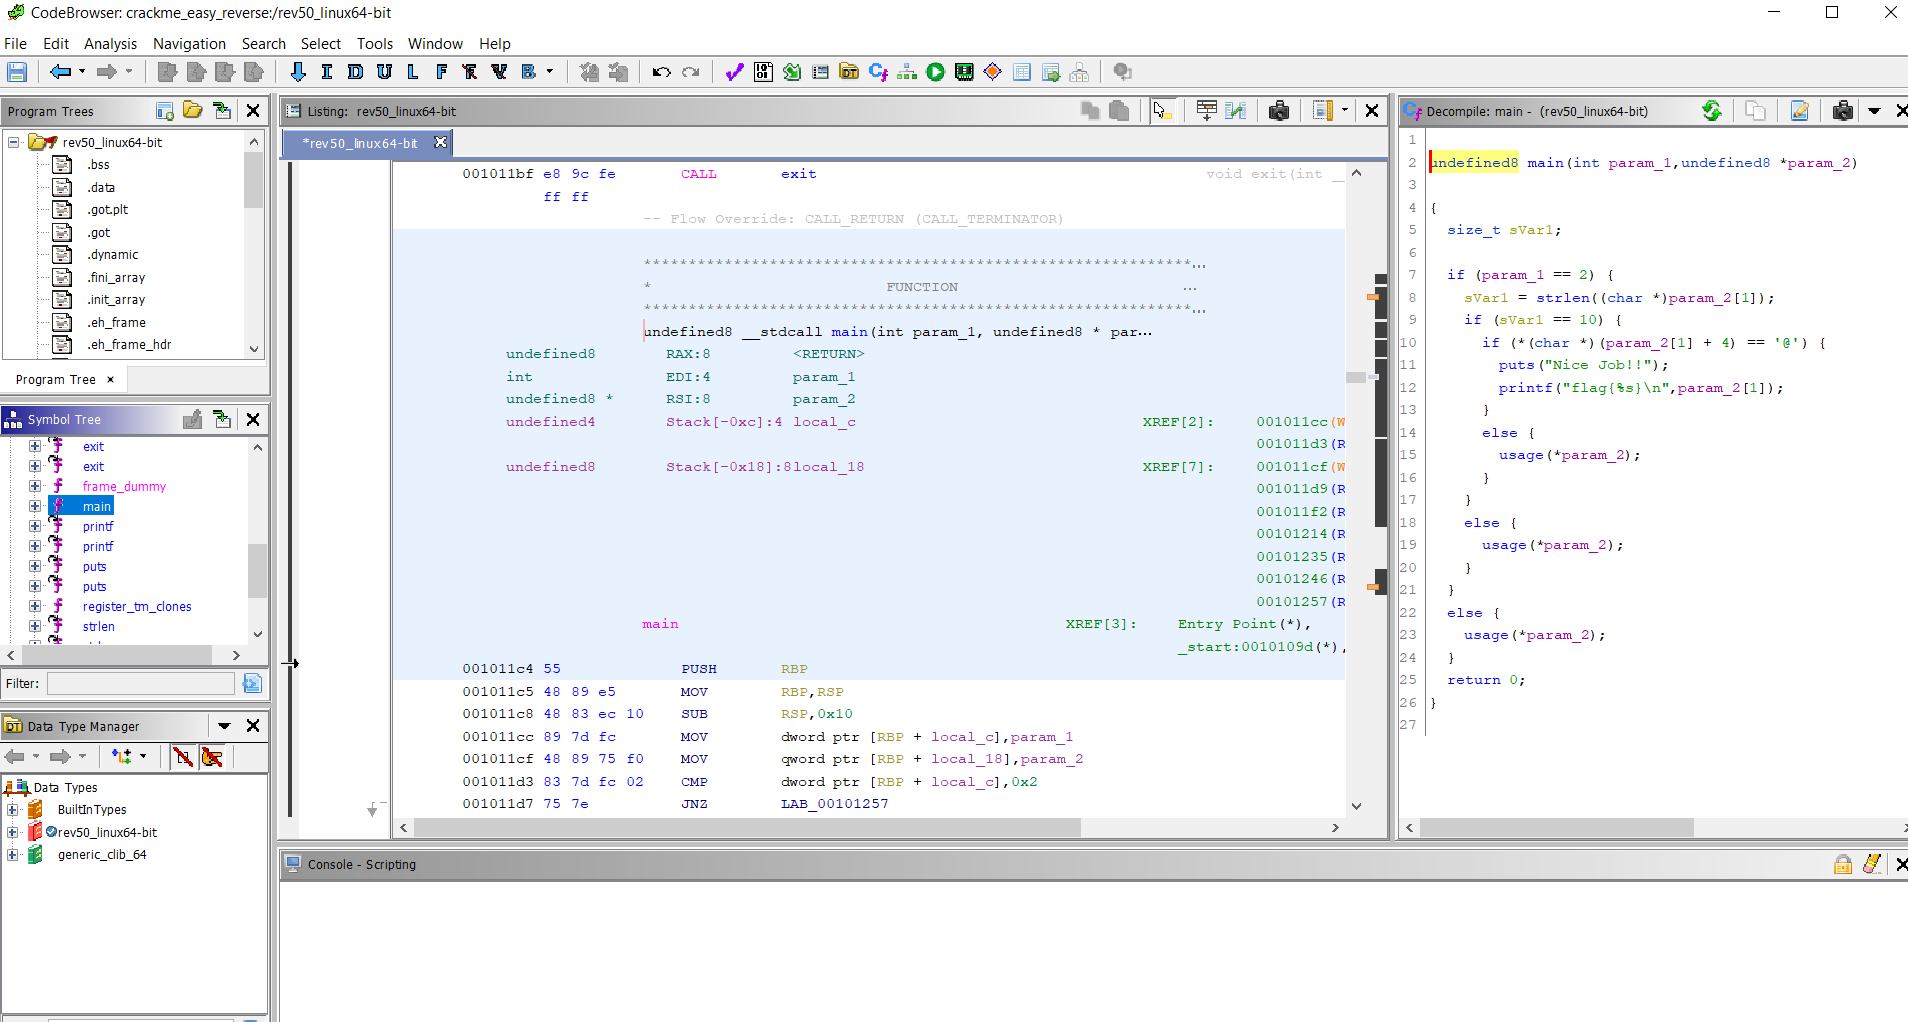 CodeBrowser: crackme_easy_reverse:/rev50_linux64-bit
File Edit Analysis Navigation Search Select Tools Window Help
I D U L F B
Program Trees
rev50_linux64-bit
.bss
.data
.got.plt
.got
.dynamic
.fini_array
.init_array
.eh_frame
.eh_frame_hdr
Program Tree ×
Symbol Tree
exit
exit
frame_dummy
main
printf
printf
puts
puts
register_tm_clones
strlen
Filter:
Data Type Manager
Data Types
BuiltInTypes
rev50_linux64-bit
generic_clib_64
Listing: rev50_linux64-bit
*rev50_linux64-bit
001011bf e8 9c fe CALL exit void exit(int __
ff ff
-- Flow Override: CALL_RETURN (CALL_TERMINATOR)
*************************************************************...
* FUNCTION ...
*************************************************************...
undefined8 __stdcall main(int param_1, undefined8 * par...
undefined8 RAX:8 <RETURN>
int EDI:4 param_1
undefined8 * RSI:8 param_2
undefined4 Stack[-0xc]:4 local_c XREF[2]: 001011cc(W
001011d3(R
undefined8 Stack[-0x18]:8local_18 XREF[7]: 001011cf(W
001011d9(R
001011f2(R
00101214(R
00101235(R
00101246(R
00101257(R
main XREF[3]: Entry Point(*),
_start:0010109d(*),
001011c4 55 PUSH RBP
001011c5 48 89 e5 MOV RBP,RSP
001011c8 48 83 ec 10 SUB RSP,0x10
001011cc 89 7d fc MOV dword ptr [RBP + local_c],param_1
001011cf 48 89 75 f0 MOV qword ptr [RBP + local_18],param_2
001011d3 83 7d fc 02 CMP dword ptr [RBP + local_c],0x2
001011d7 75 7e JNZ LAB_00101257
Decompile: main - (rev50_linux64-bit)
1
2 undefined8 main(int param_1,undefined8 *param_2)
3
4 {
5 size_t sVar1;
6
7 if (param_1 == 2) {
8 sVar1 = strlen((char *)param_2[1]);
9 if (sVar1 == 10) {
10 if (*(char *)(param_2[1] + 4) == '@') {
11 puts("Nice Job!!");
12 printf("flag{%s}\n",param_2[1]);
13 }
14 else {
15 usage(*param_2);
16 }
17 }
18 else {
19 usage(*param_2);
20 }
21 }
22 else {
23 usage(*param_2);
24 }
25 return 0;
26 }
27
Console - Scripting